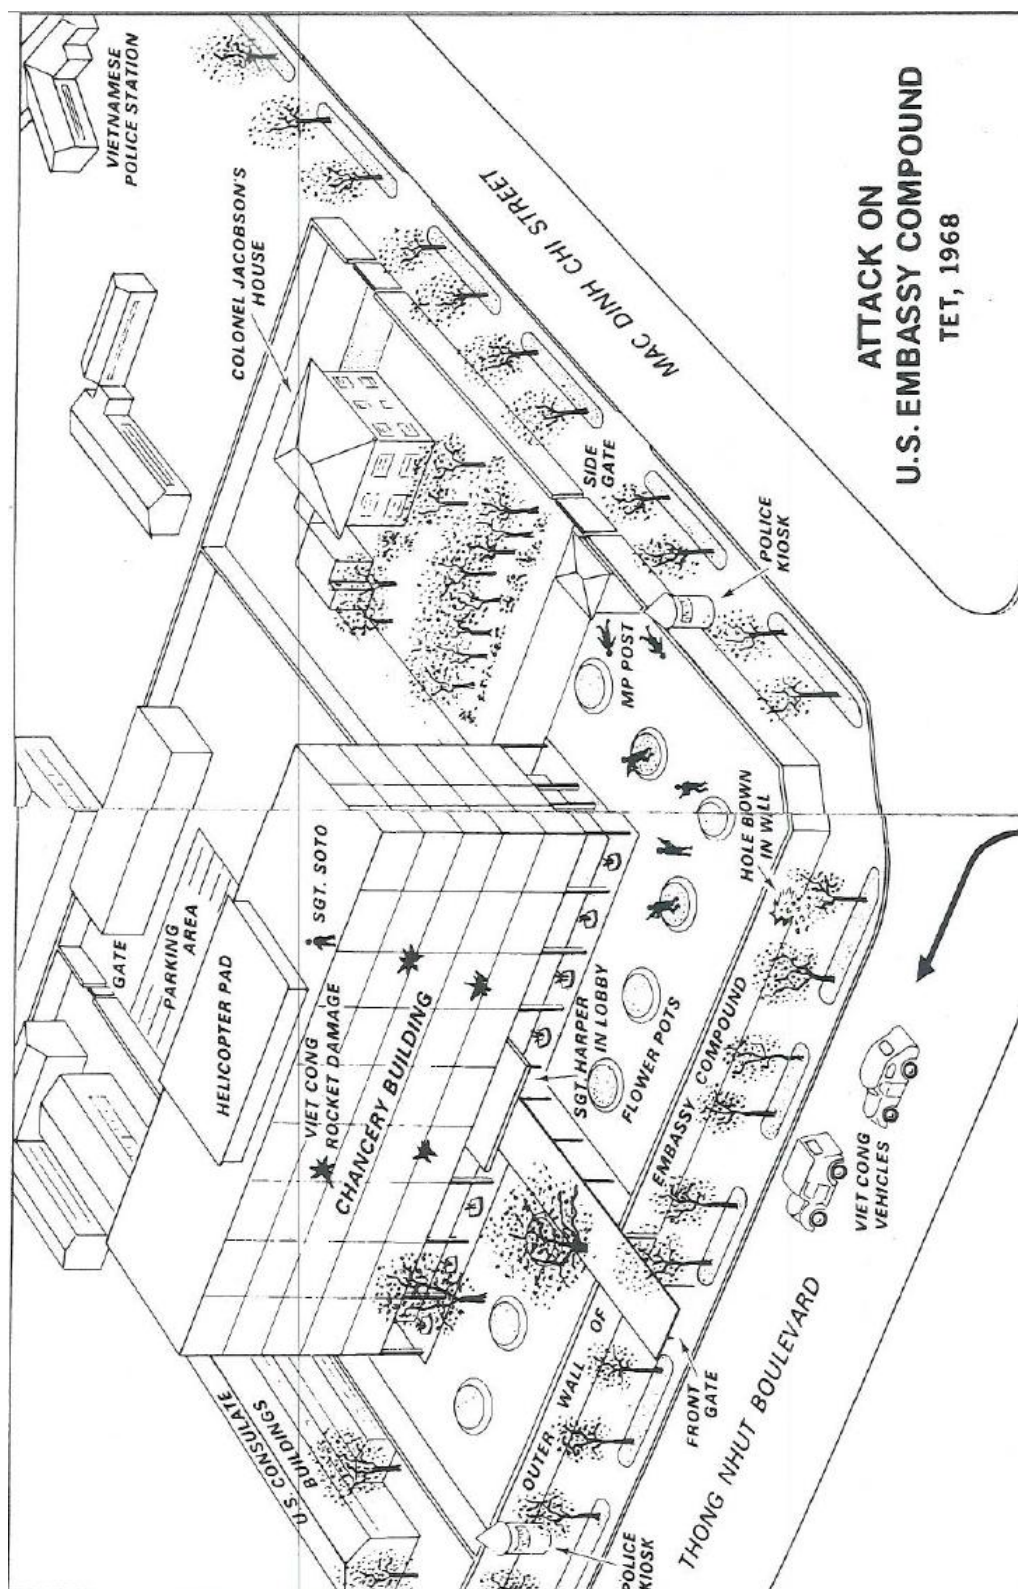 ATTACK ON
U.S. EMBASSY COMPOUND
TET, 1968
VIETNAMESE
POLICE STATION
COLONEL JACOBSON'S
HOUSE
MAC DINH CHI STREET
SIDE
GATE
POLICE
KIOSK
MP POST
HOLE BOWN
IN WILL
GATE
PARKING
AREA
HELICOPTER PAD
SGT. SOTO
VIET CONG
ROCKET DAMAGE
CHANCERY BUILDING
SGT. HARPER
IN LOBBY
FLOWER POTS
OUTER WALL OF EMBASSY COMPOUND
VIET CONG
VEHICLES
U.S. CONSULATE
BUILDINGS
FRONT
GATE
THONG NHUT BOULEVARD
POLICE
KIOSK